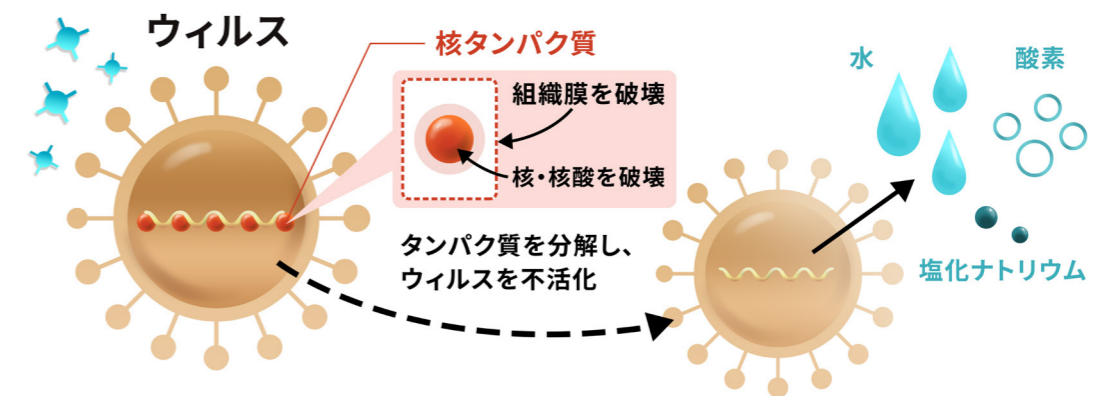 ウィルス
核タンパク質
組織膜を破壊
核・核酸を破壊
タンパク質を分解し、
ウィルスを不活化
水
酸素
塩化ナトリウム